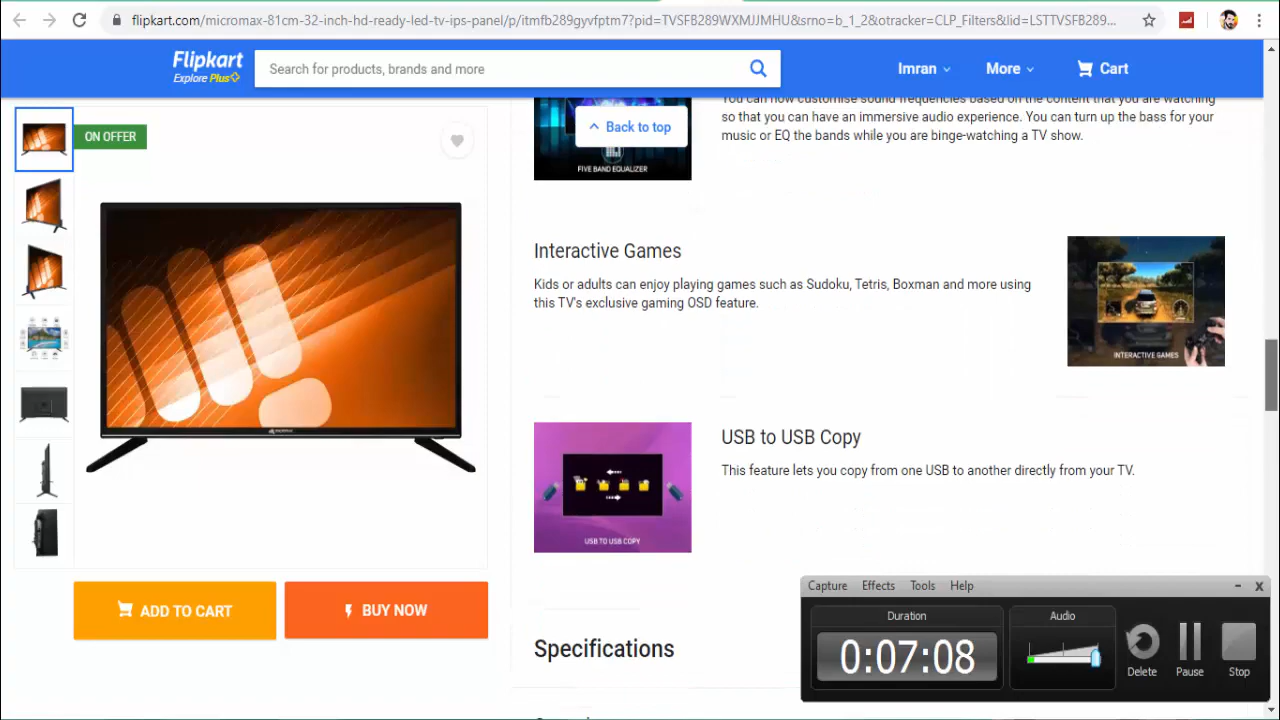 flipkart.com/micromax-81cm-32-inch-hd-ready-led-tv-ips-panel/p/itmfb289gyvfptm7?pid=TVSFB289WXMJJMHU&srno=b_1_2&otracker=CLP_Filters&lid=LSTTVSFB289...
Flipkart
Explore Plus
Search for products, brands and more
Imran
More
Cart
ON OFFER
You can now customise sound frequencies based on the content that you are watching
so that you can have an immersive audio experience. You can turn up the bass for your
music or EQ the bands while you are binge-watching a TV show.
Back to top
FIVE BAND EQUALIZER
Interactive Games
Kids or adults can enjoy playing games such as Sudoku, Tetris, Boxman and more using
this TV's exclusive gaming OSD feature.
INTERACTIVE GAMES
USB to USB Copy
This feature lets you copy from one USB to another directly from your TV.
USB TO USB COPY
ADD TO CART
BUY NOW
Specifications
Capture Effects Tools Help
Duration
0:07:08
Audio
Delete
Pause
Stop